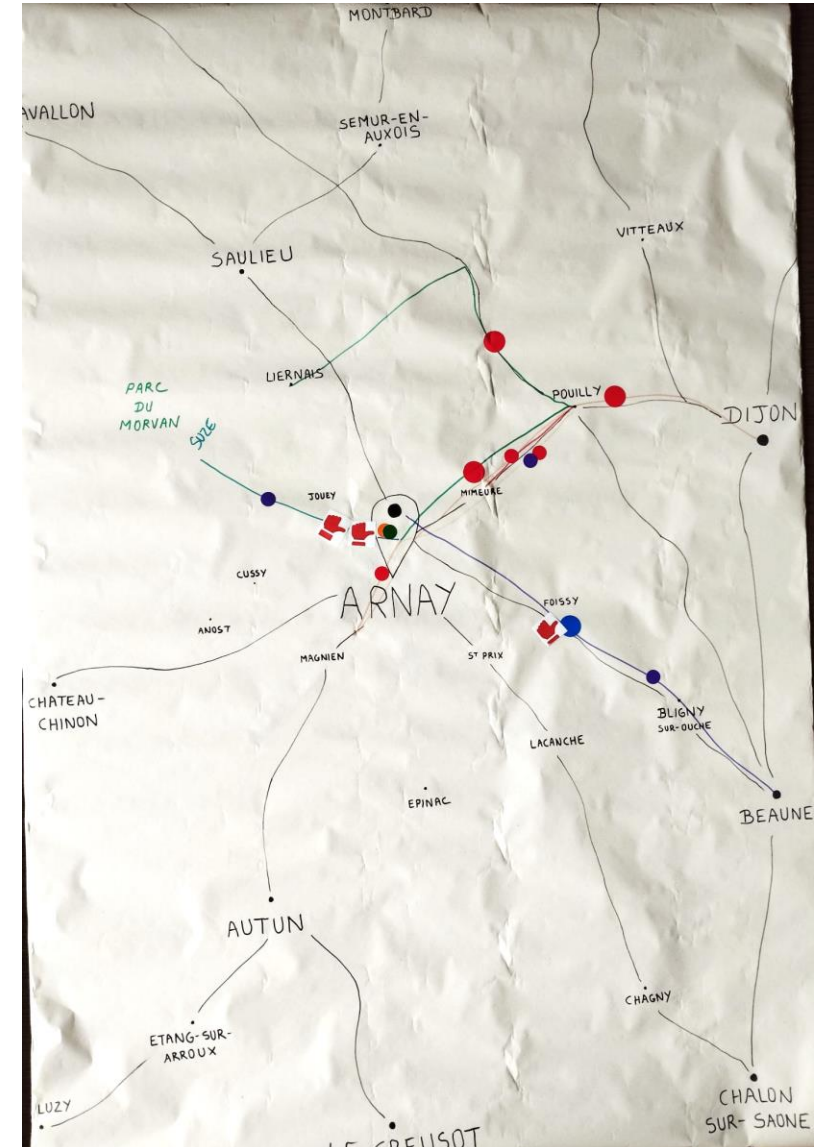 MONTBARD
AVALLON
SEMUR-EN-
AUXOIS
VITTEAUX
SAULIEU
LIERNAIS
POUILLY
PARC
DU
MORVAN
DIJON
SUZE
JOUEY
MIMEURE
CUSSY
ARNAY
FOISSY
ANOST
MAGNIEN
ST PRIX
CHATEAU-
CHINON
BLIGNY
SUR-OUCHE
LACANCHE
EPINAC
BEAUNE
AUTUN
CHAGNY
ETANG-SUR-
ARROUX
LUZY
CHALON
SUR-SAONE
LE CREUSOT